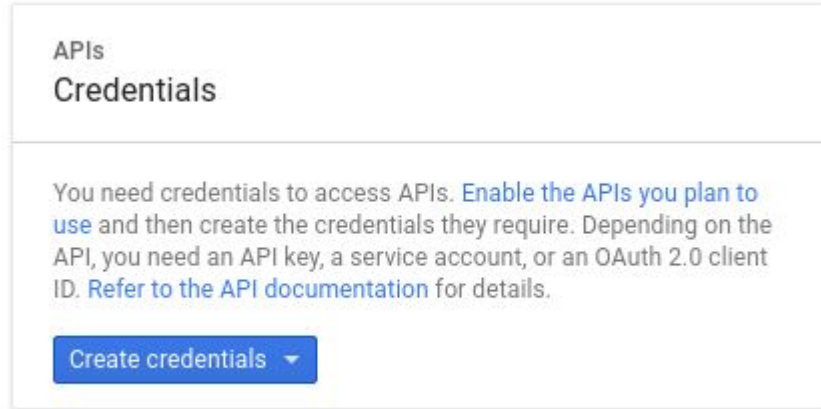 APIs
Credentials
You need credentials to access APIs. Enable the APIs you plan to
use and then create the credentials they require. Depending on the
API, you need an API key, a service account, or an OAuth 2.0 client
ID. Refer to the API documentation for details.
Create credentials